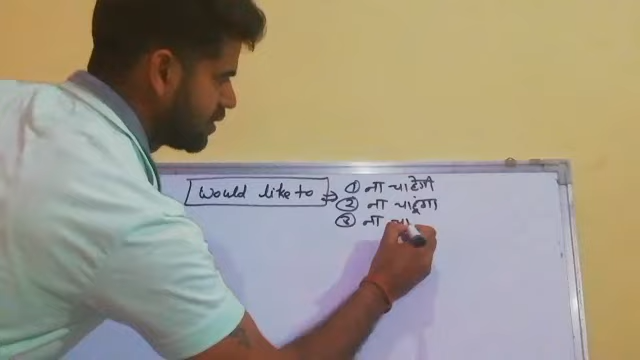 Would like to ⇒ ① ना चाहेगी
② ना चाहूंगा
③ ना चा